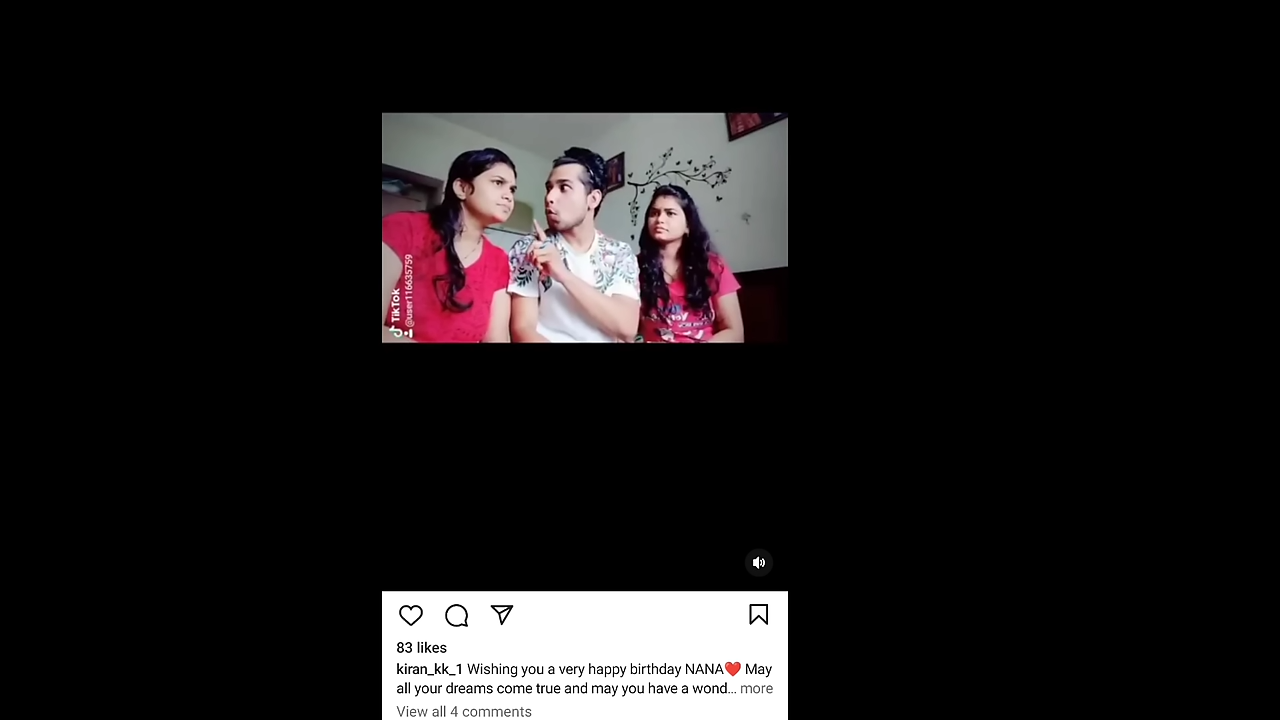 TikTok
@user116635759
83 likes
kiran_kk_1 Wishing you a very happy birthday NANA❤️ May
all your dreams come true and may you have a wond... more
View all 4 comments